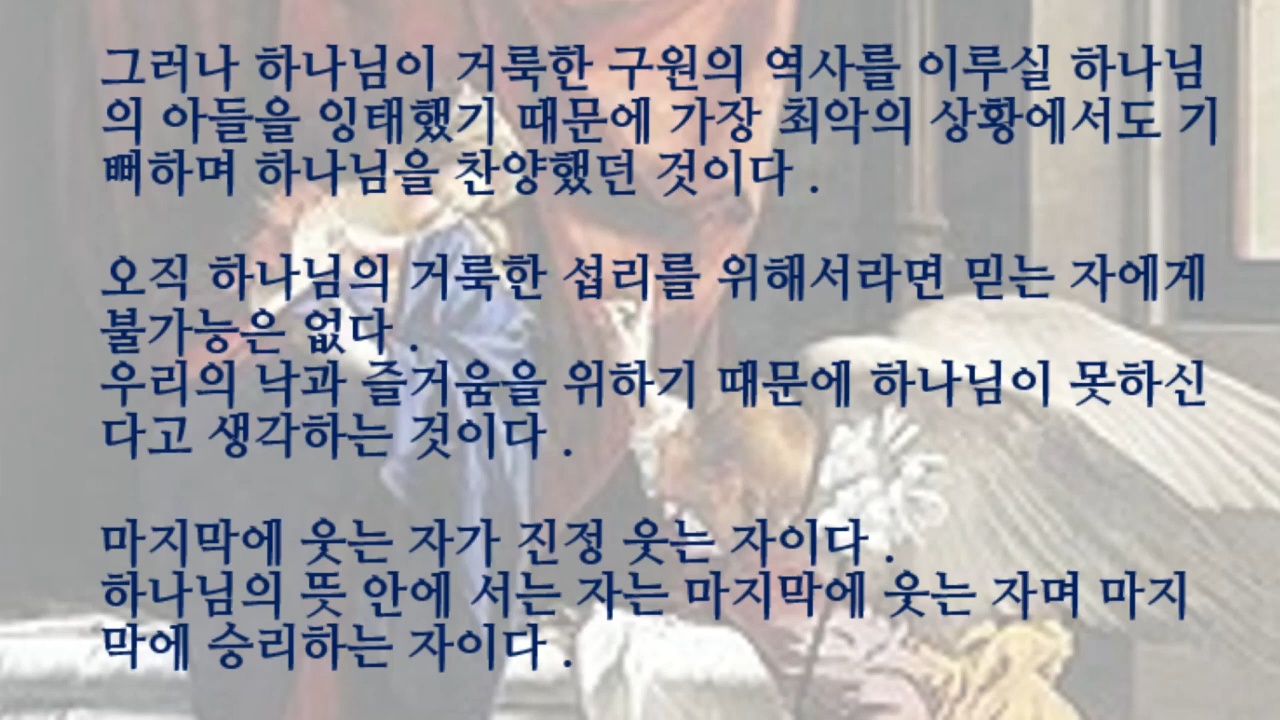 그러나 하나님이 거룩한 구원의 역사를 이루실 하나님
의 아들을 잉태했기 때문에 가장 최악의 상황에서도 기
뻐하며 하나님을 찬양했던 것이다 .
오직 하나님의 거룩한 섭리를 위해서라면 믿는 자에게
불가능은 없다 .
우리의 낙과 즐거움을 위하기 때문에 하나님이 못하신
다고 생각하는 것이다 .
마지막에 웃는 자가 진정 웃는 자이다 .
하나님의 뜻 안에 서는 자는 마지막에 웃는 자며 마지
막에 승리하는 자이다 .